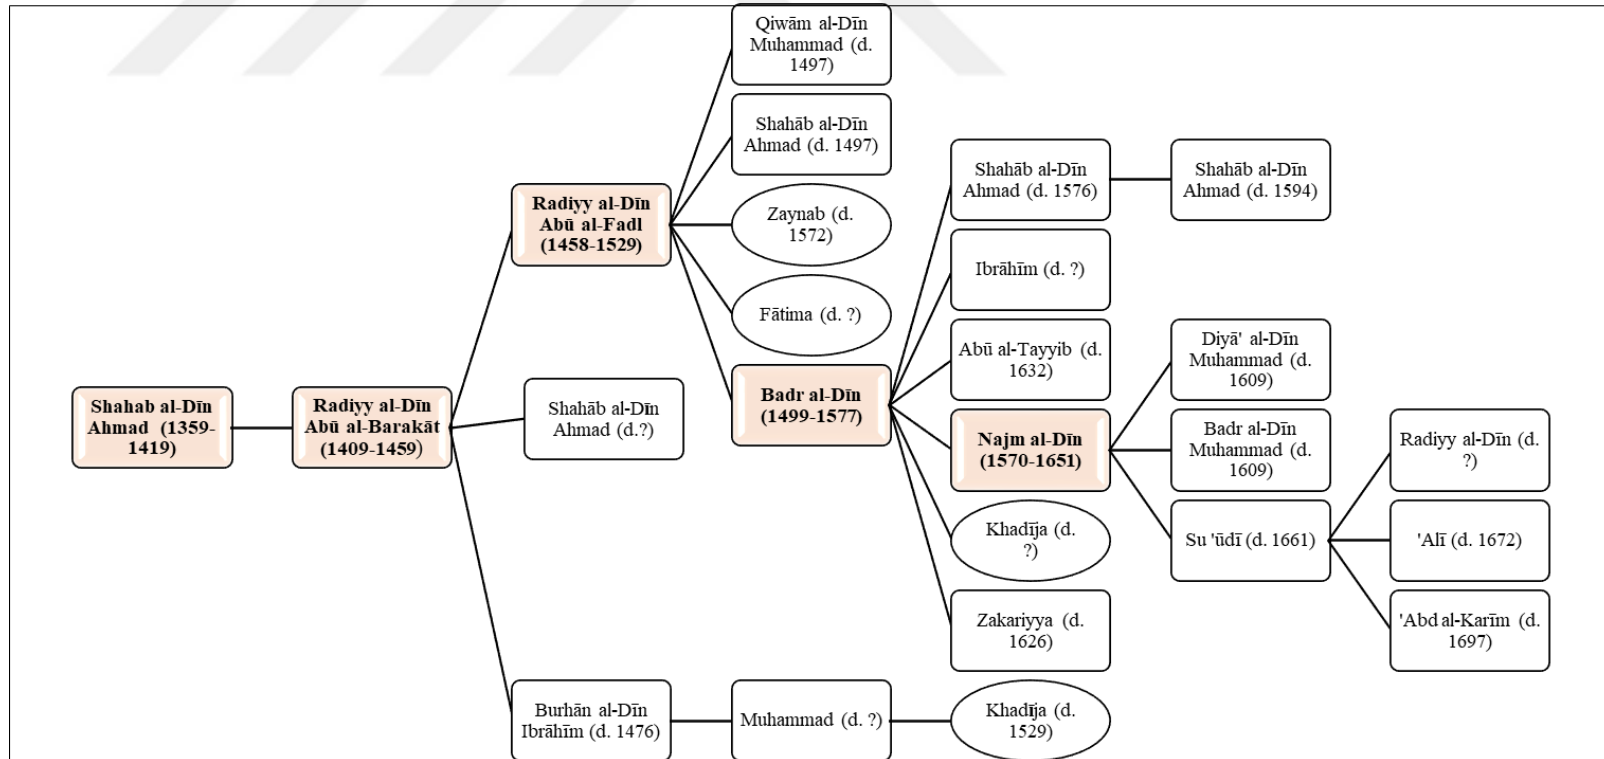 Shahab al-Dīn
Ahmad (1359-
1419)
Radiyy al-Dīn
Abū al-Barakāt
(1409-1459)
Radiyy al-Dīn
Abū al-Fadl
(1458-1529)
Shahāb al-Dīn
Ahmad (d.?)
Burhān al-Dīn
Ibrāhīm (d. 1476)
Qiwām al-Dīn
Muhammad (d.
1497)
Shahāb al-Dīn
Ahmad (d. 1497)
Zaynab (d.
1572)
Fātima (d. ?)
Badr al-Dīn
(1499-1577)
Muhammad (d. ?)
Shahāb al-Dīn
Ahmad (d. 1576)
Ibrāhīm (d. ?)
Abū al-Tayyib (d.
1632)
Najm al-Dīn
(1570-1651)
Khadīja (d.
?)
Zakariyya (d.
1626)
Khadīja (d.
1529)
Shahāb al-Dīn
Ahmad (d. 1594)
Diyā' al-Dīn
Muhammad (d.
1609)
Badr al-Dīn
Muhammad (d.
1609)
Su 'ūdī (d. 1661)
Radiyy al-Dīn (d.
?)
'Alī (d. 1672)
'Abd al-Karīm (d.
1697)